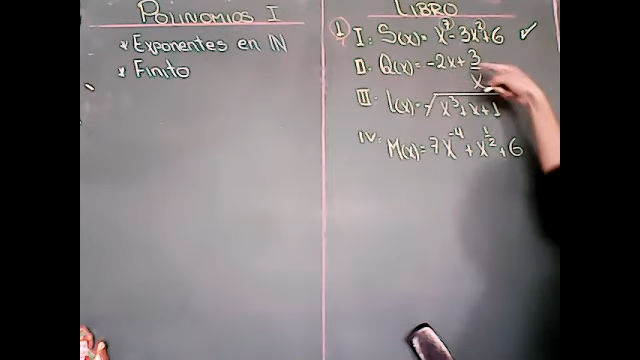 POLINOMIOS I
* Exponentes en IN
* Finito
LIBRO
1 I. S(x) = x³ - 3x² + 6 ✓
II. Q(x) = -2x + 3/x
III. L(x) = √x³ + x + 1
IV. M(x) = 7x⁻⁴ + x^1/2 + 6